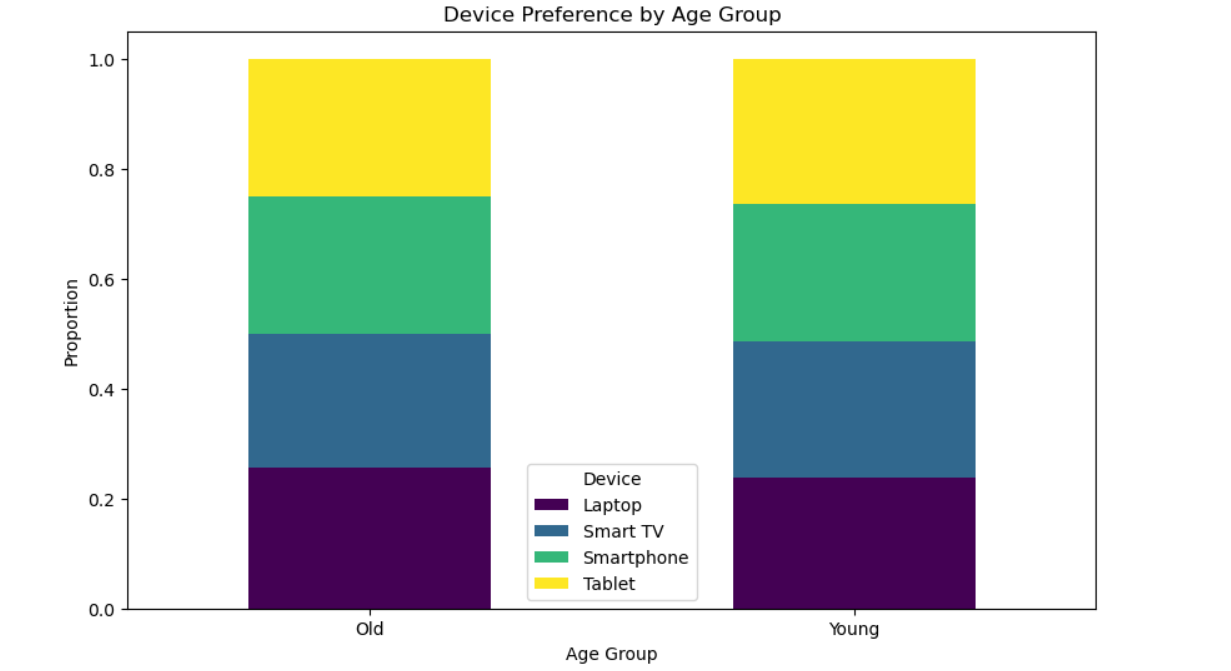 Device Preference by Age Group
1.0
0.8
0.6
0.4
0.2
0.0
Proportion
Device
Laptop
Smart TV
Smartphone
Tablet
Old
Young
Age Group